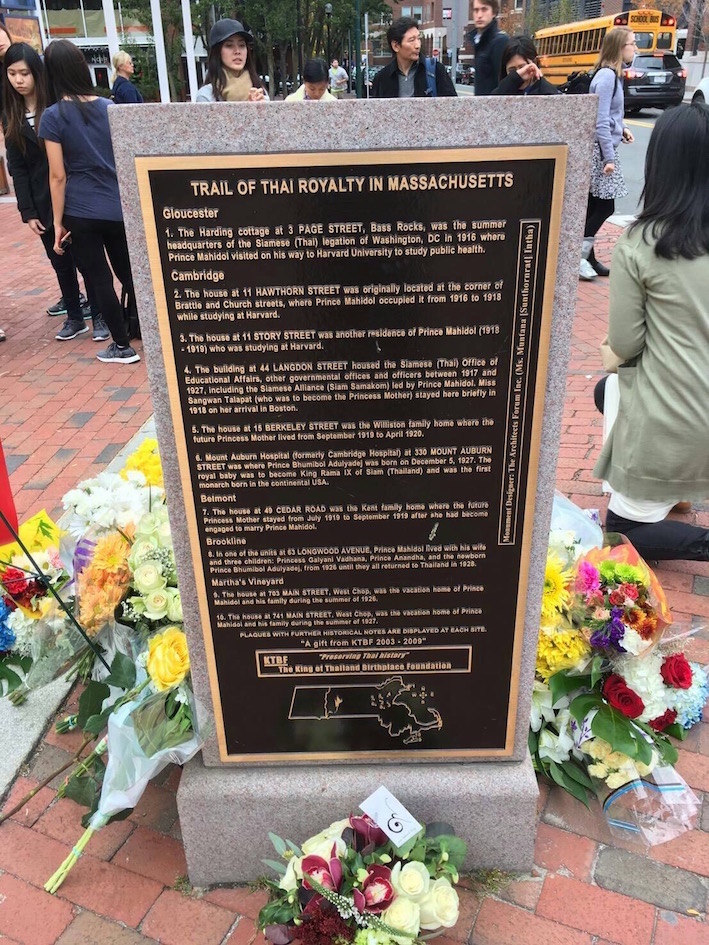 SCHOOL BUS
TRAIL OF THAI ROYALTY IN MASSACHUSETTS
Gloucester
1. The Harding cottage at 3 PAGE STREET, Bass Rocks, was the summer
headquarters of the Siamese (Thai) legation of Washington, DC in 1916 where
Prince Mahidol visited on his way to Harvard University to study public health.
Cambridge
2. The house at 11 HAWTHORN STREET was originally located at the corner of
Brattle and Church streets, where Prince Mahidol occupied it from 1916 to 1918
while studying at Harvard.
3. The house at 11 STORY STREET was another residence of Prince Mahidol (1918
- 1919) who was studying at Harvard.
4. The building at 44 LANGDON STREET housed the Siamese (Thai) Office of
Educational Affairs, other governmental offices and officers between 1917 and
1927, including the Siamese Alliance (Siam Samakom) led by Prince Mahidol. Miss
Sangwan Talapat (who was to become the Princess Mother) stayed here briefly in
1918 on her arrival in Boston.
5. The house at 15 BERKELEY STREET was the Williston family home where the
future Princess Mother lived from September 1919 to April 1920.
6. Mount Auburn Hospital (formerly Cambridge Hospital) at 330 MOUNT AUBURN
STREET was where Prince Bhumibol Adulyadej was born on December 5, 1927. The
royal baby was to become King Rama IX of Siam (Thailand) and was the first
monarch born in the continental USA.
Belmont
7. The house at 49 CEDAR ROAD was the Kent family home where the future
Princess Mother stayed from July 1919 to September 1919 after she had become
engaged to marry Prince Mahidol.
Brookline
8. In one of the units at 63 LONGWOOD AVENUE, Prince Mahidol lived with his wife
and three children: Princess Galyani Vadhana, Prince Anandha, and the newborn
Prince Bhumibol Adulyadej, from 1926 until they all returned to Thailand in 1928.
Martha's Vineyard
9. The house at 703 MAIN STREET, West Chop, was the vacation home of Prince
Mahidol and his family during the summer of 1926.
10. The house at 741 MAIN STREET, West Chop, was the vacation home of Prince
Mahidol and his family during the summer of 1927.
PLAQUES WITH FURTHER HISTORICAL NOTES ARE DISPLAYED AT EACH SITE.
"A gift from KTBF 2003 - 2009"
"Preserving Thai history"
KTBF
The King of Thailand Birthplace Foundation
Monument Designer: The Architects Forum Inc. (Ms. Muntana [Sunthornrat] Intha)